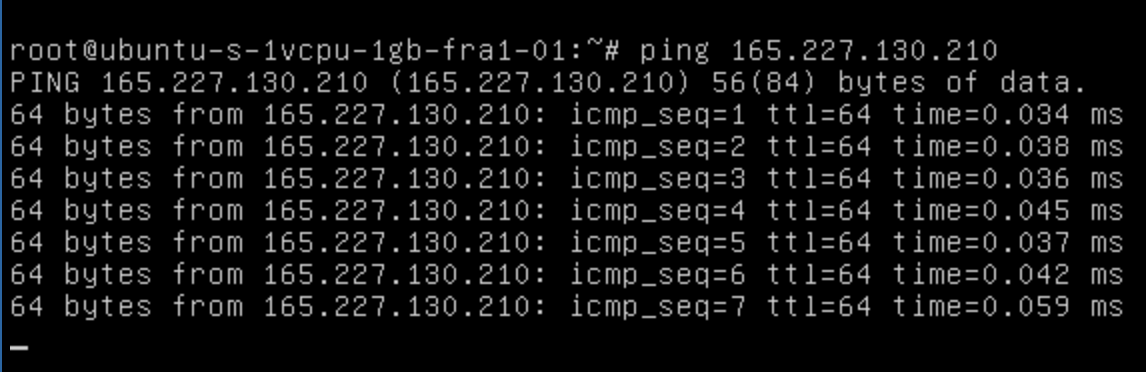 root@ubuntu-s-1vcpu-1gb-fra1-01:~# ping 165.227.130.210
PING 165.227.130.210 (165.227.130.210) 56(84) bytes of data.
64 bytes from 165.227.130.210: icmp_seq=1 ttl=64 time=0.034 ms
64 bytes from 165.227.130.210: icmp_seq=2 ttl=64 time=0.038 ms
64 bytes from 165.227.130.210: icmp_seq=3 ttl=64 time=0.036 ms
64 bytes from 165.227.130.210: icmp_seq=4 ttl=64 time=0.045 ms
64 bytes from 165.227.130.210: icmp_seq=5 ttl=64 time=0.037 ms
64 bytes from 165.227.130.210: icmp_seq=6 ttl=64 time=0.042 ms
64 bytes from 165.227.130.210: icmp_seq=7 ttl=64 time=0.059 ms